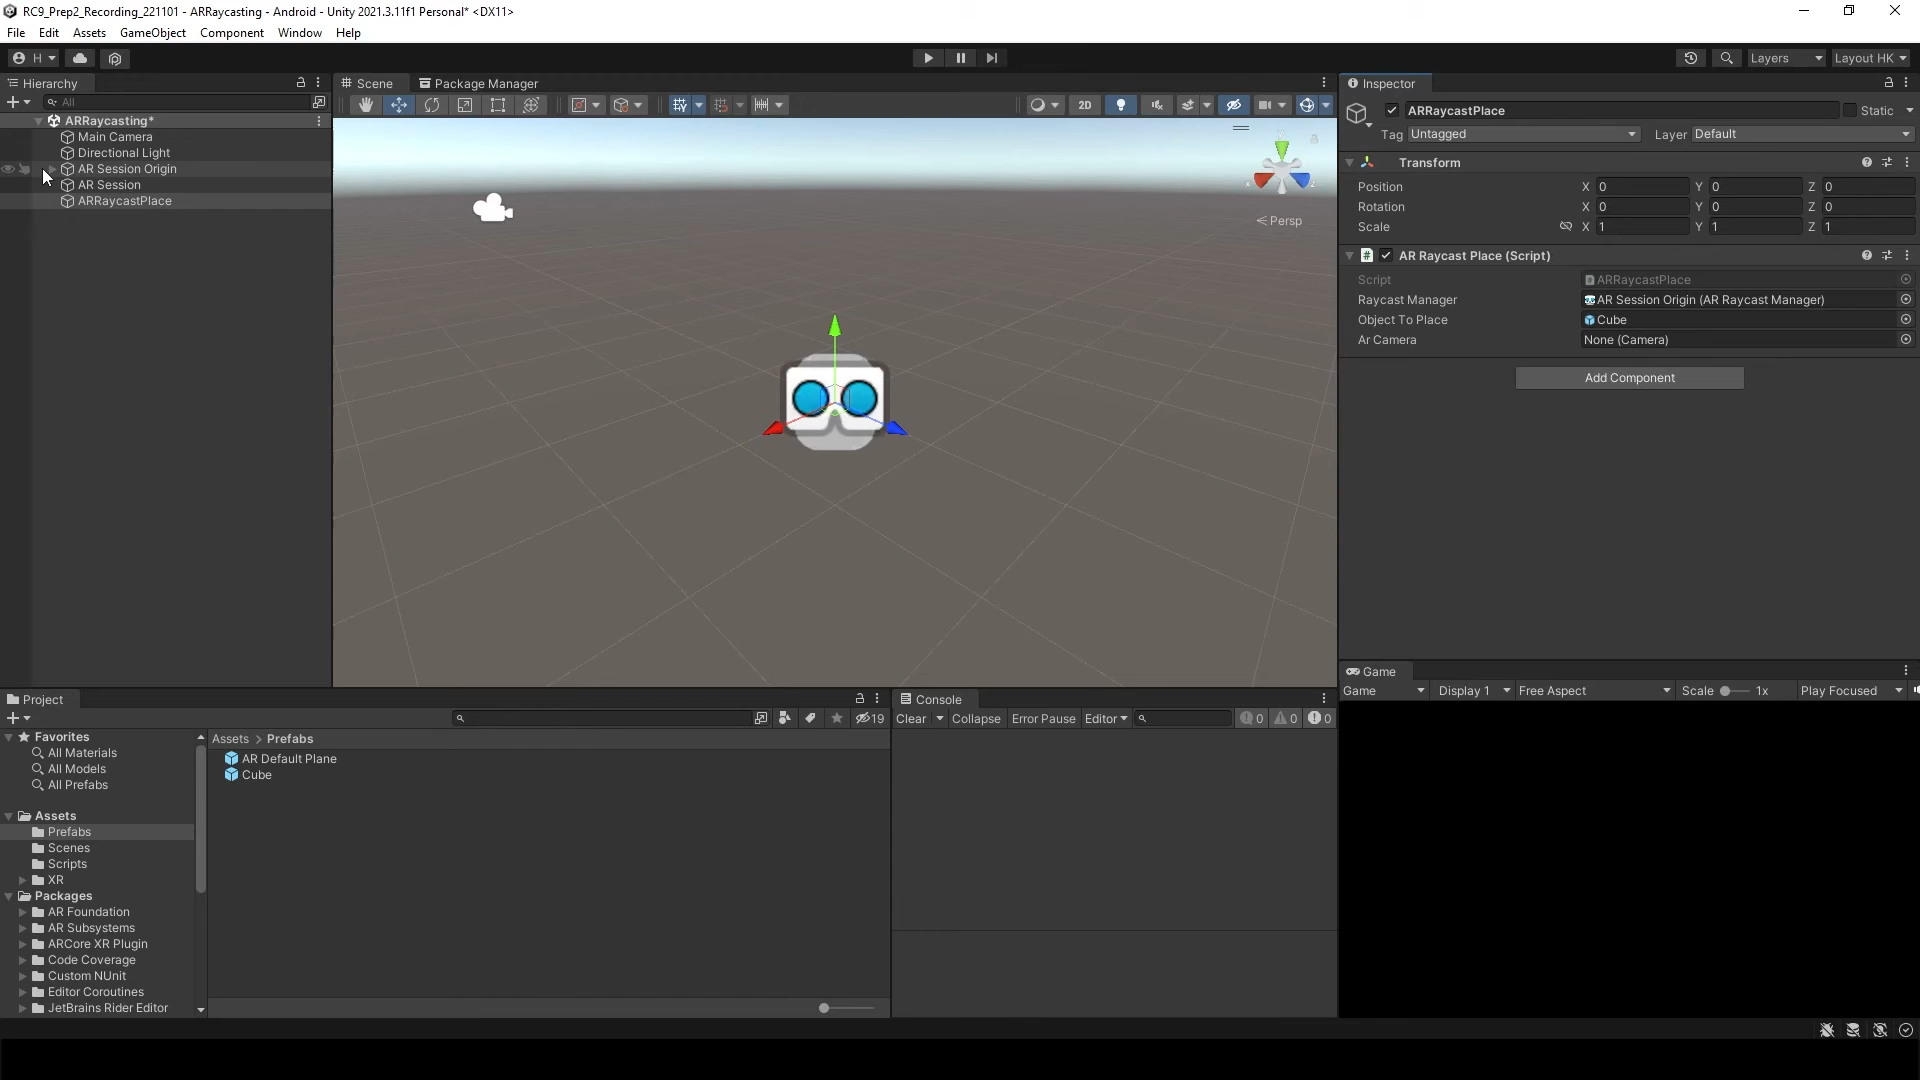 RC9_Prep2_Recording_221101 - ARRaycasting - Android - Unity 2021.3.11f1 Personal* <DX11>
File Edit Assets GameObject Component Window Help
H
Layers
Layout HK
Hierarchy
All
ARRaycasting*
Main Camera
Directional Light
AR Session Origin
AR Session
ARRaycastPlace
Scene
Package Manager
2D
Persp
Inspector
ARRaycastPlace
Static
Tag Untagged
Layer Default
Transform
Position X 0 Y 0 Z 0
Rotation X 0 Y 0 Z 0
Scale X 1 Y 1 Z 1
# AR Raycast Place (Script)
Script ARRaycastPlace
Raycast Manager AR Session Origin (AR Raycast Manager)
Object To Place Cube
Ar Camera None (Camera)
Add Component
Game
Game Display 1 Free Aspect Scale 1x Play Focused
Project
19
Favorites
All Materials
All Models
All Prefabs
Assets
Prefabs
Scenes
Scripts
XR
Packages
AR Foundation
AR Subsystems
ARCore XR Plugin
Code Coverage
Custom NUnit
Editor Coroutines
JetBrains Rider Editor
Assets > Prefabs
AR Default Plane
Cube
Console
Clear Collapse Error Pause Editor 0 0 0